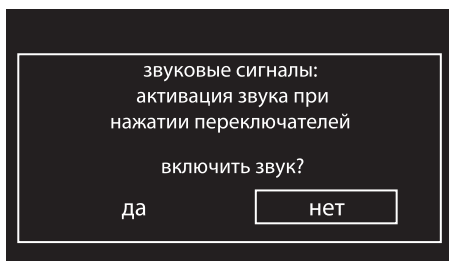 звуковые сигналы:
активация звука при
нажатии переключателей
включить звук?
да нет